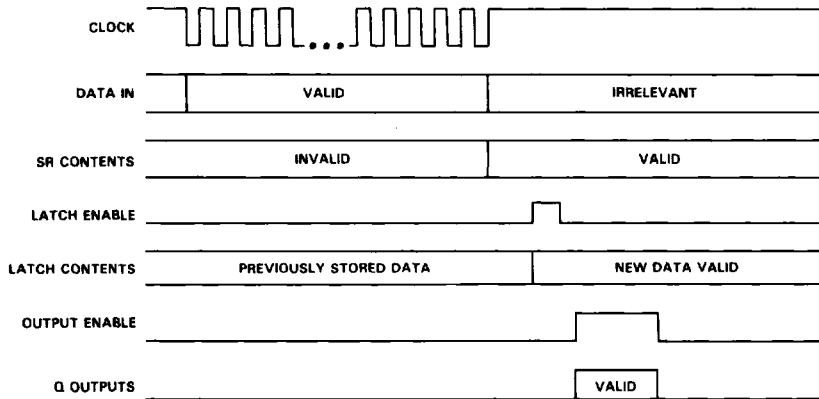 CLOCK
DATA IN
VALID
IRRELEVANT
SR CONTENTS
INVALID
VALID
LATCH ENABLE
LATCH CONTENTS
PREVIOUSLY STORED DATA
NEW DATA VALID
OUTPUT ENABLE
Q OUTPUTS
VALID